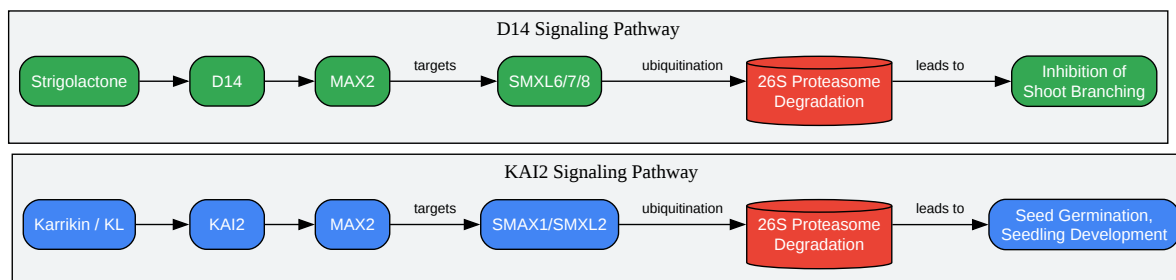 D14 Signaling Pathway
Strigolactone
D14
MAX2
targets
SMXL6/7/8
ubiquitination
26S Proteasome
Degradation
leads to
Inhibition of
Shoot Branching
KAI2 Signaling Pathway
Karrikin / KL
KAI2
MAX2
targets
SMAX1/SMXL2
ubiquitination
26S Proteasome
Degradation
leads to
Seed Germination,
Seedling Development